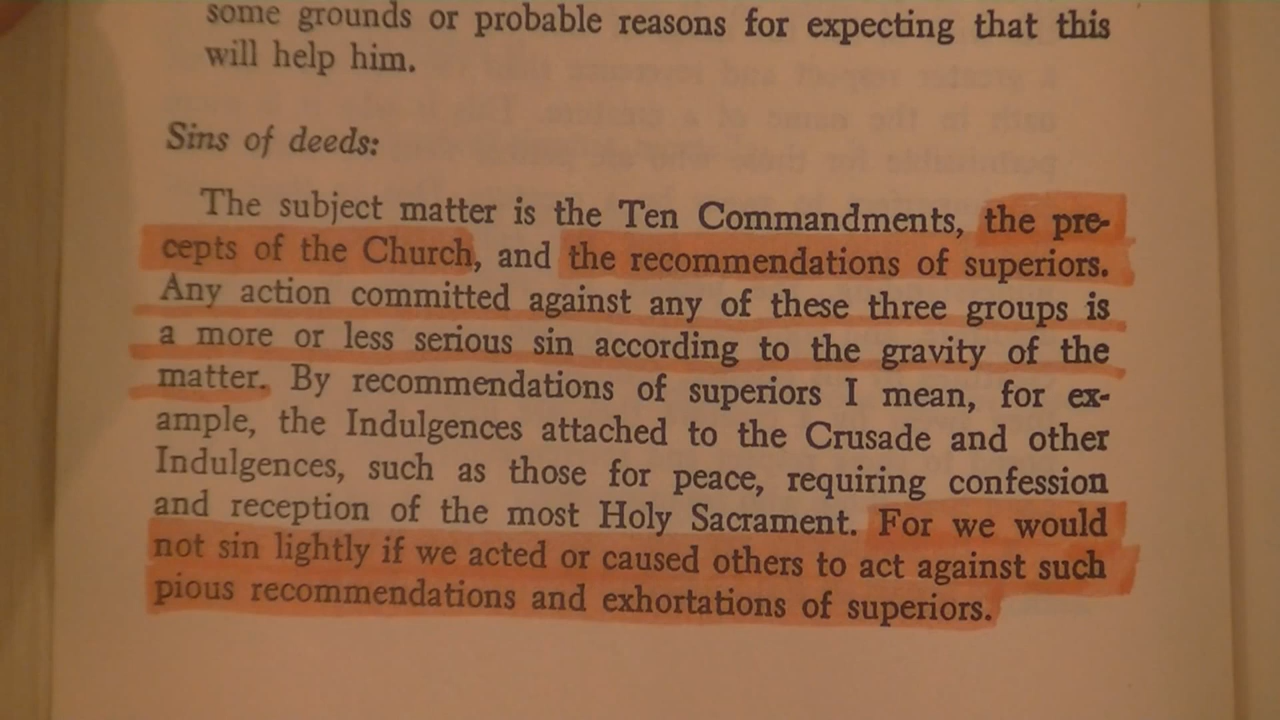 some grounds or probable reasons for expecting that this
will help him.
Sins of deeds:
The subject matter is the Ten Commandments, the pre-
cepts of the Church, and the recommendations of superiors.
Any action committed against any of these three groups is
a more or less serious sin according to the gravity of the
matter. By recommendations of superiors I mean, for ex-
ample, the Indulgences attached to the Crusade and other
Indulgences, such as those for peace, requiring confession
and reception of the most Holy Sacrament. For we would
not sin lightly if we acted or caused others to act against such
pious recommendations and exhortations of superiors.